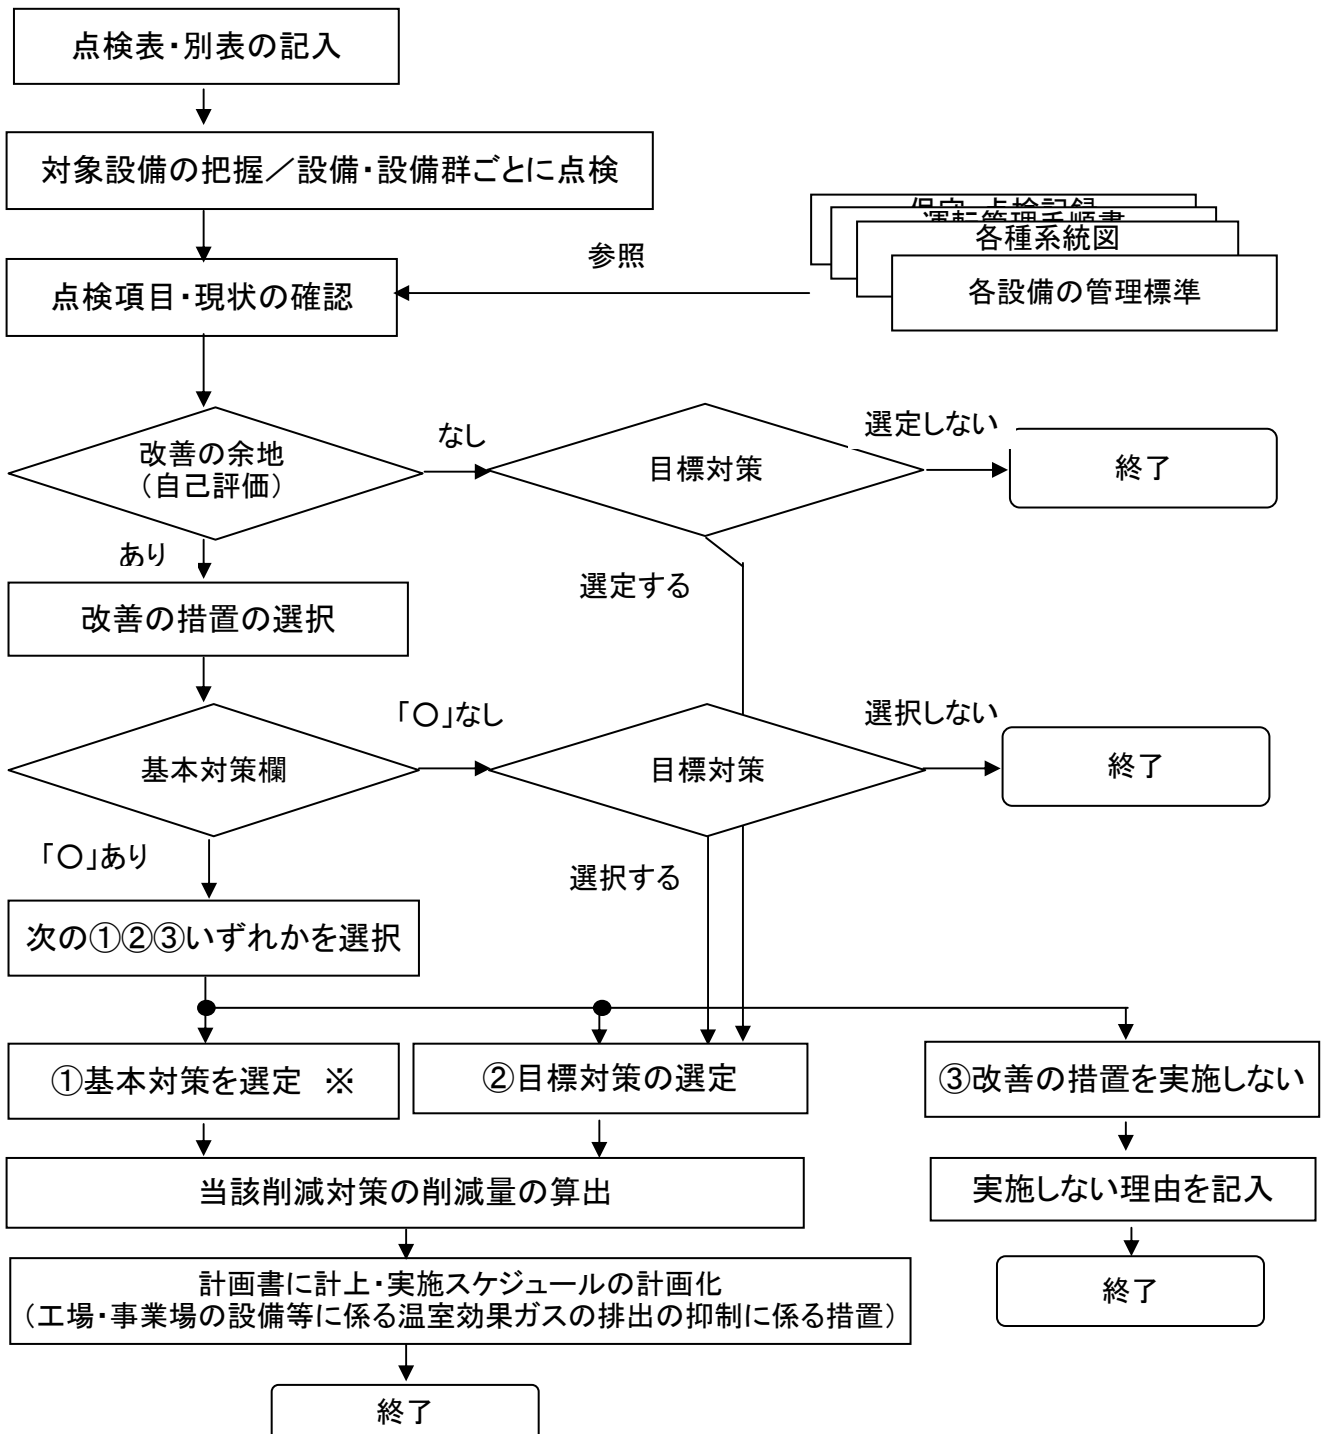 点検表・別表の記入
対象設備の把握／設備・設備群ごとに点検
運転管理手順書
各種系統図
参照
各設備の管理標準
点検項目・現状の確認
改善の余地
（自己評価）
なし
目標対策
選定しない
終了
あり
選定する
改善の措置の選択
「〇」なし
選択しない
基本対策欄
目標対策
終了
「〇」あり
選択する
次の①②③いずれかを選択
①基本対策を選定　※
②目標対策の選定
③改善の措置を実施しない
当該削減対策の削減量の算出
実施しない理由を記入
計画書に計上・実施スケジュールの計画化
（工場・事業場の設備等に係る温室効果ガスの排出の抑制に係る措置）
終了
終了